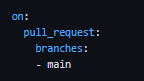 on:
  pull_request:
    branches:
    - main